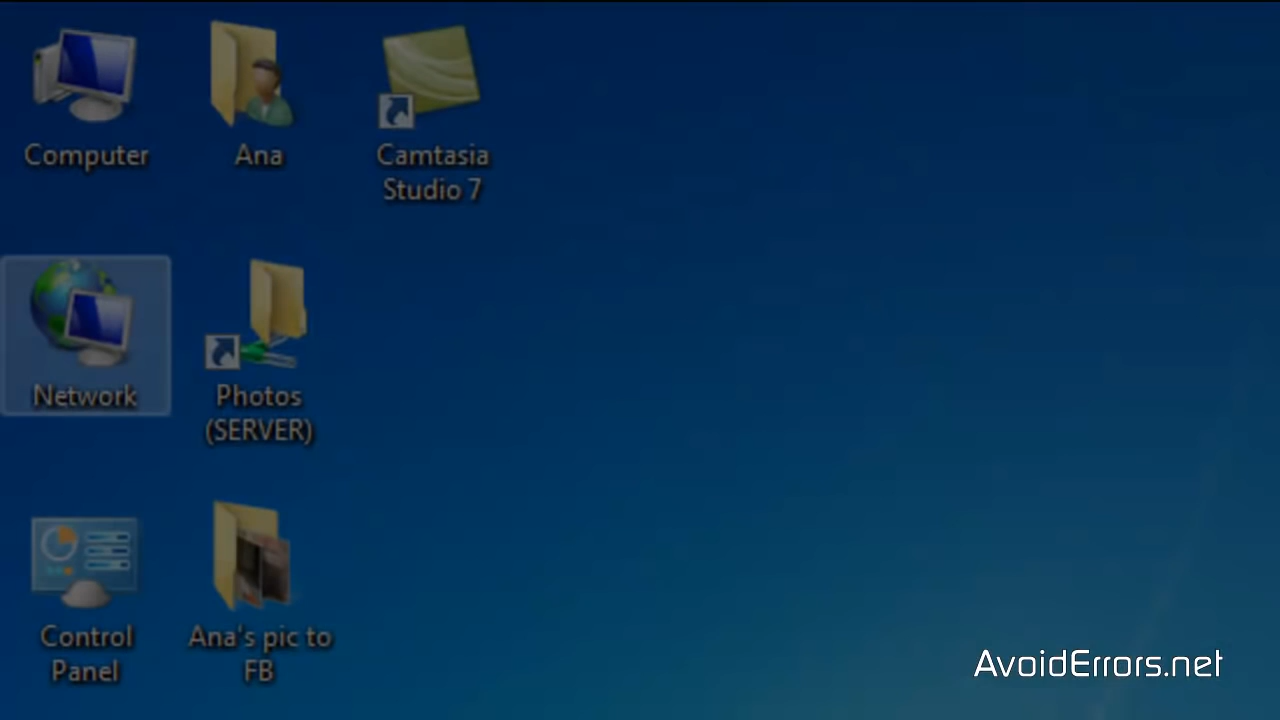 Computer
Ana
Camtasia
Studio 7
Network
Photos
(SERVER)
Control
Panel
Ana's pic to
FB
AvoidErrors.net